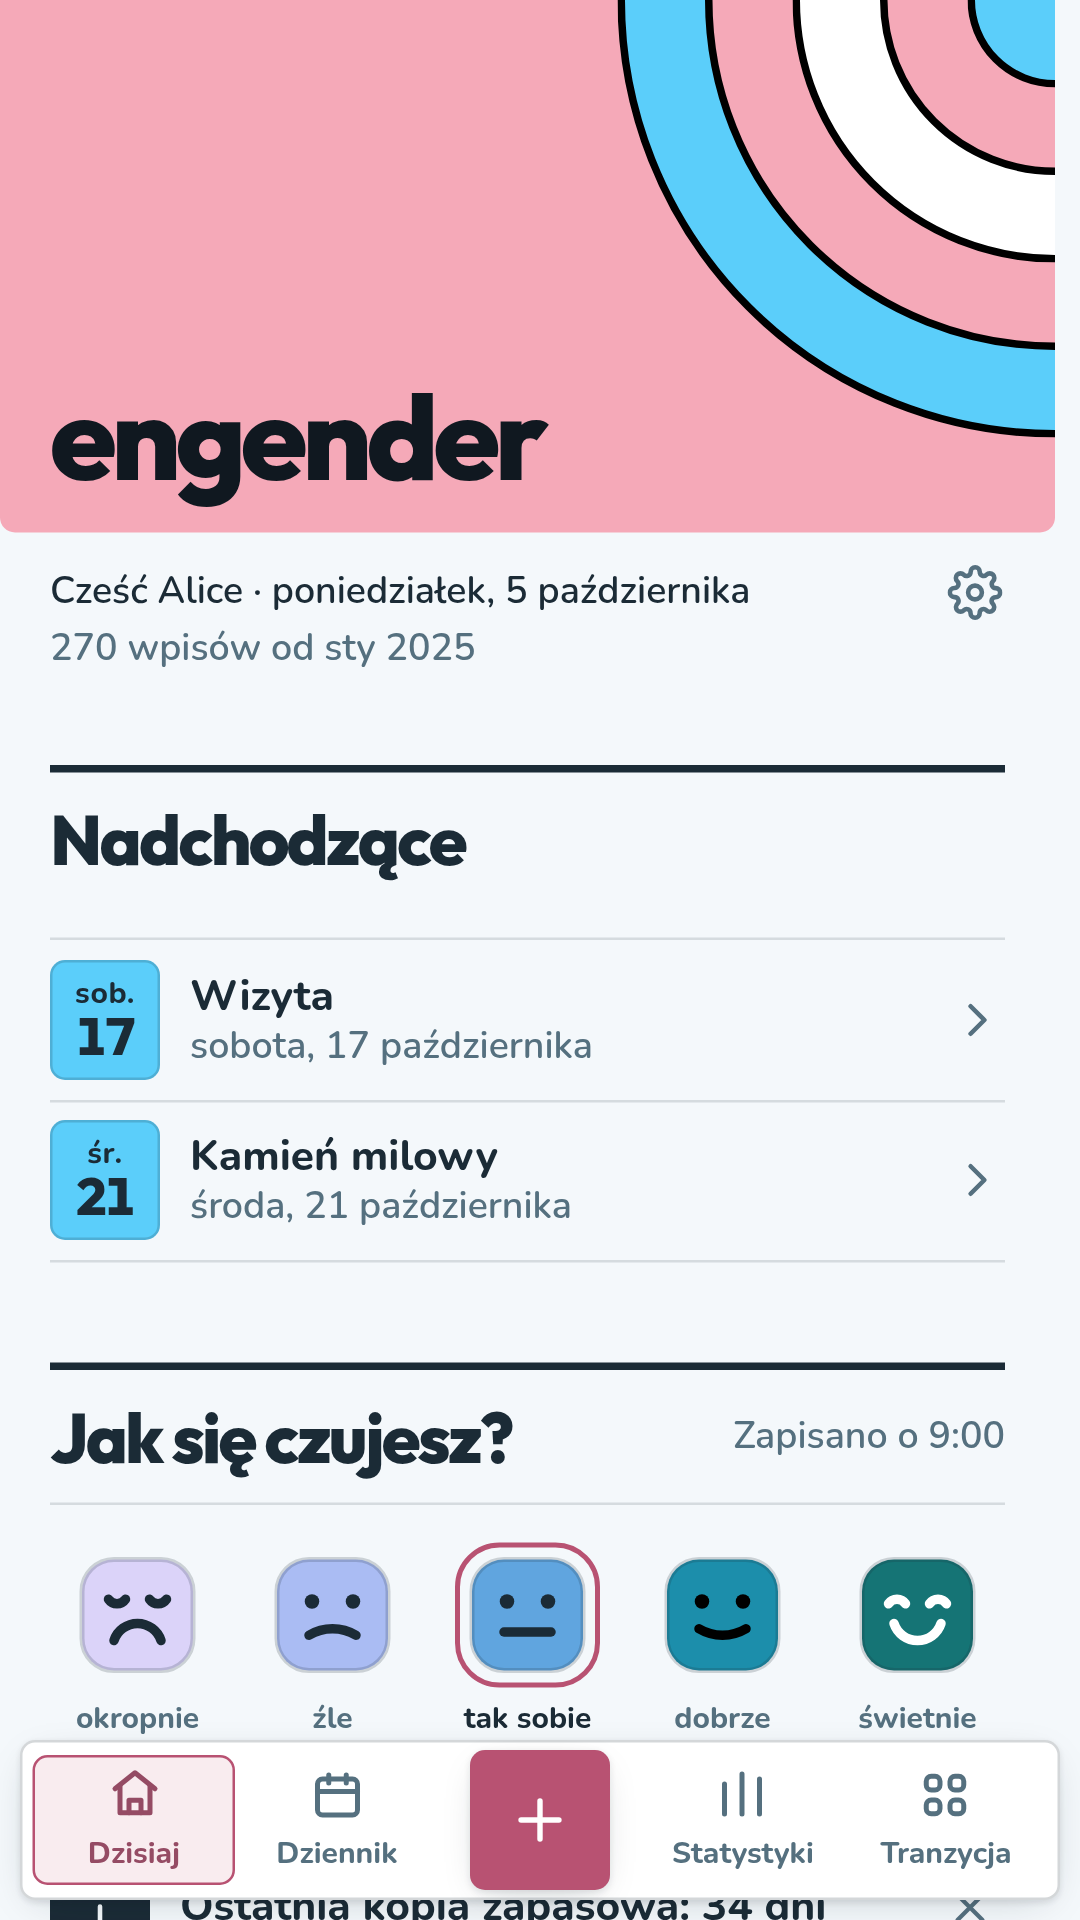 engender
Cześć Alice · poniedziałek, 5 października
270 wpisów od sty 2025
Nadchodzące
sob.
17
Wizyta
sobota, 17 października
śr.
21
Kamień milowy
środa, 21 października
Jak się czujesz?
Zapisano o 9:00
okropnie
źle
tak sobie
dobrze
świetnie
Dzisiaj
Dziennik
Statystyki
Tranzycja
Ostatnia kopia zapasowa: 34 dni